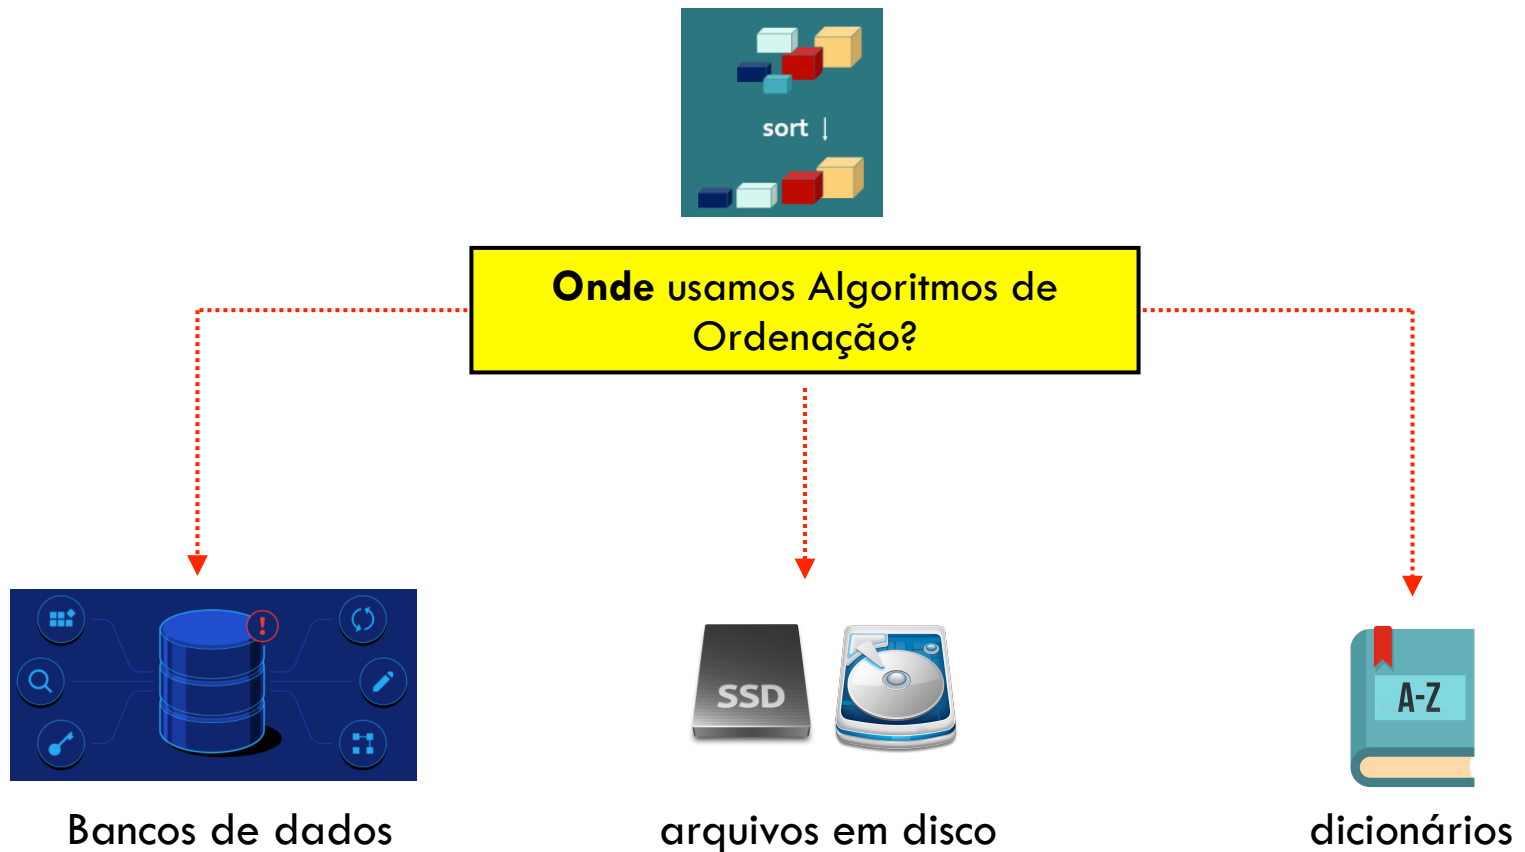 sort
Onde usamos Algoritmos de
Ordenação?
SSD
A-Z
Bancos de dados
arquivos em disco
dicionários